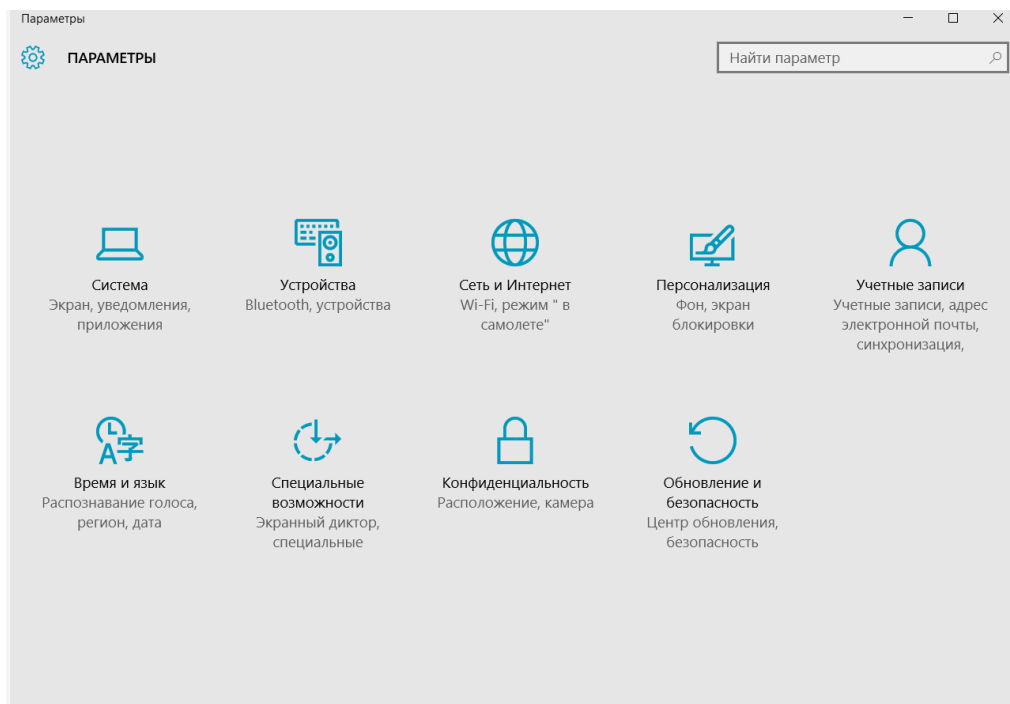 Параметры
ПАРАМЕТРЫ
Найти параметр
Система
Экран, уведомления,
приложения
Устройства
Bluetooth, устройства
Сеть и Интернет
Wi-Fi, режим " в
самолете"
Персонализация
Фон, экран
блокировки
Учетные записи
Учетные записи, адрес
электронной почты,
синхронизация,
Время и язык
Распознавание голоса,
регион, дата
Специальные
возможности
Экранный диктор,
специальные
Конфиденциальность
Расположение, камера
Обновление и
безопасность
Центр обновления,
безопасность